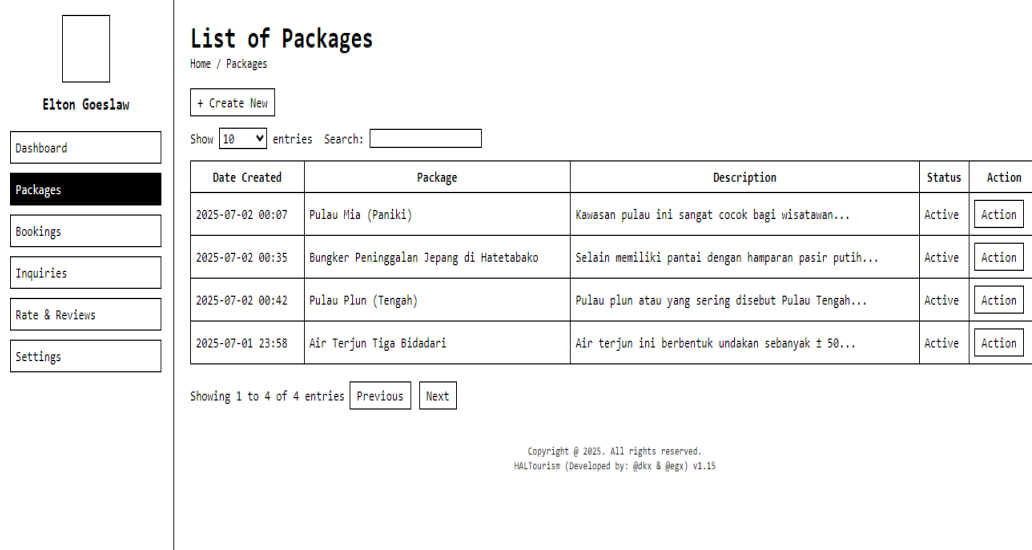 Elton Goeslaw
Dashboard
Packages
Bookings
Inquiries
Rate & Reviews
Settings
List of Packages
Home / Packages
+ Create New
Show 10 entries Search:
Date Created Package Description Status Action
2025-07-02 00:07 Pulau Mia (Paniki) Kawasan pulau ini sangat cocok bagi wisatawan... Active Action
2025-07-02 00:35 Bungker Peninggalan Jepang di Hatetabako Selain memiliki pantai dengan hamparan pasir putih... Active Action
2025-07-02 00:42 Pulau Plun (Tengah) Pulau plun atau yang sering disebut Pulau Tengah... Active Action
2025-07-01 23:58 Air Terjun Tiga Bidadari Air terjun ini berbentuk undakan sebanyak ± 50... Active Action
Showing 1 to 4 of 4 entries Previous Next
Copyright @ 2025. All rights reserved.
HALTourism (Developed by: @dkx & @egx) v1.15